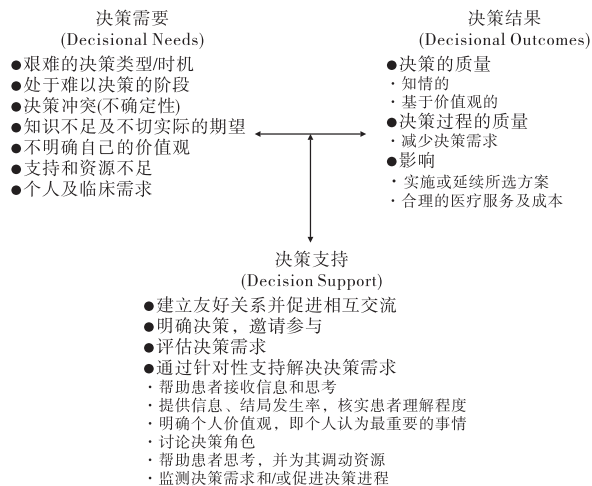 决策需要
(Decisional Needs)
●艰难的决策类型/时机
●处于难以决策的阶段
●决策冲突(不确定性)
●知识不足及不切实际的期望
●不明确自己的价值观
●支持和资源不足
●个人及临床需求
决策结果
(Decisional Outcomes)
●决策的质量
·知情的
·基于价值观的
●决策过程的质量
·减少决策需求
●影响
·实施或延续所选方案
·合理的医疗服务及成本
决策支持
(Decision Support)
●建立友好关系并促进相互交流
●明确决策，邀请参与
●评估决策需求
●通过针对性支持解决决策需求
·帮助患者接收信息和思考
·提供信息、结局发生率，核实患者理解程度
·明确个人价值观，即个人认为最重要的事情
·讨论决策角色
·帮助患者思考，并为其调动资源
·监测决策需求和/或促进决策进程